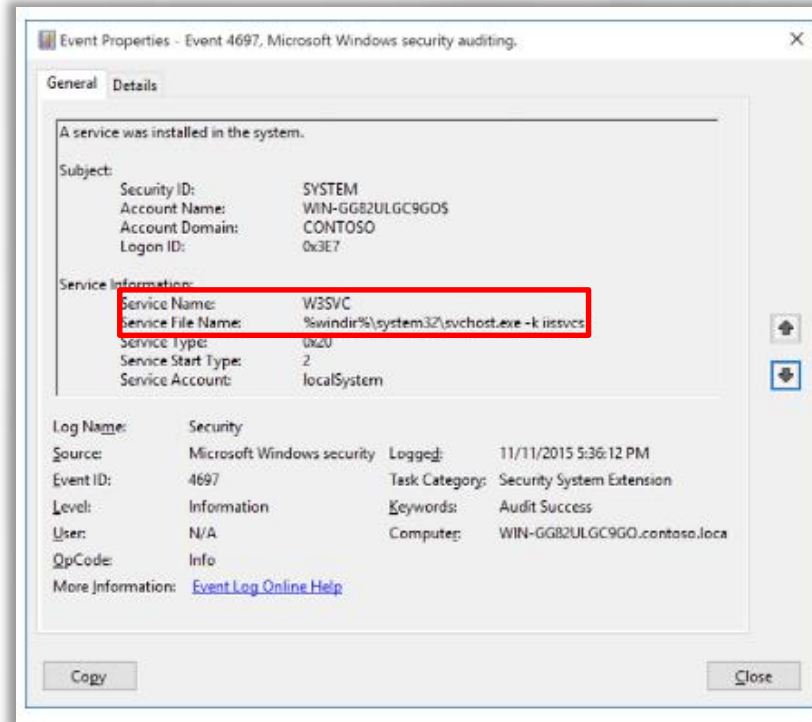 Event Properties - Event 4697, Microsoft Windows security auditing.
General Details
A service was installed in the system.
Subject:
Security ID: SYSTEM
Account Name: WIN-GG82ULGC9GO$
Account Domain: CONTOSO
Logon ID: 0x3E7
Service Information:
Service Name: W3SVC
Service File Name: %windir%\system32\svchost.exe -k iissvcs
Service Type: 0x20
Service Start Type: 2
Service Account: localSystem
Log Name: Security
Source: Microsoft Windows security Logged: 11/11/2015 5:36:12 PM
Event ID: 4697 Task Category: Security System Extension
Level: Information Keywords: Audit Success
User: N/A Computer: WIN-GG82ULGC9GO.contoso.loca
OpCode: Info
More Information: Event Log Online Help
Copy Close